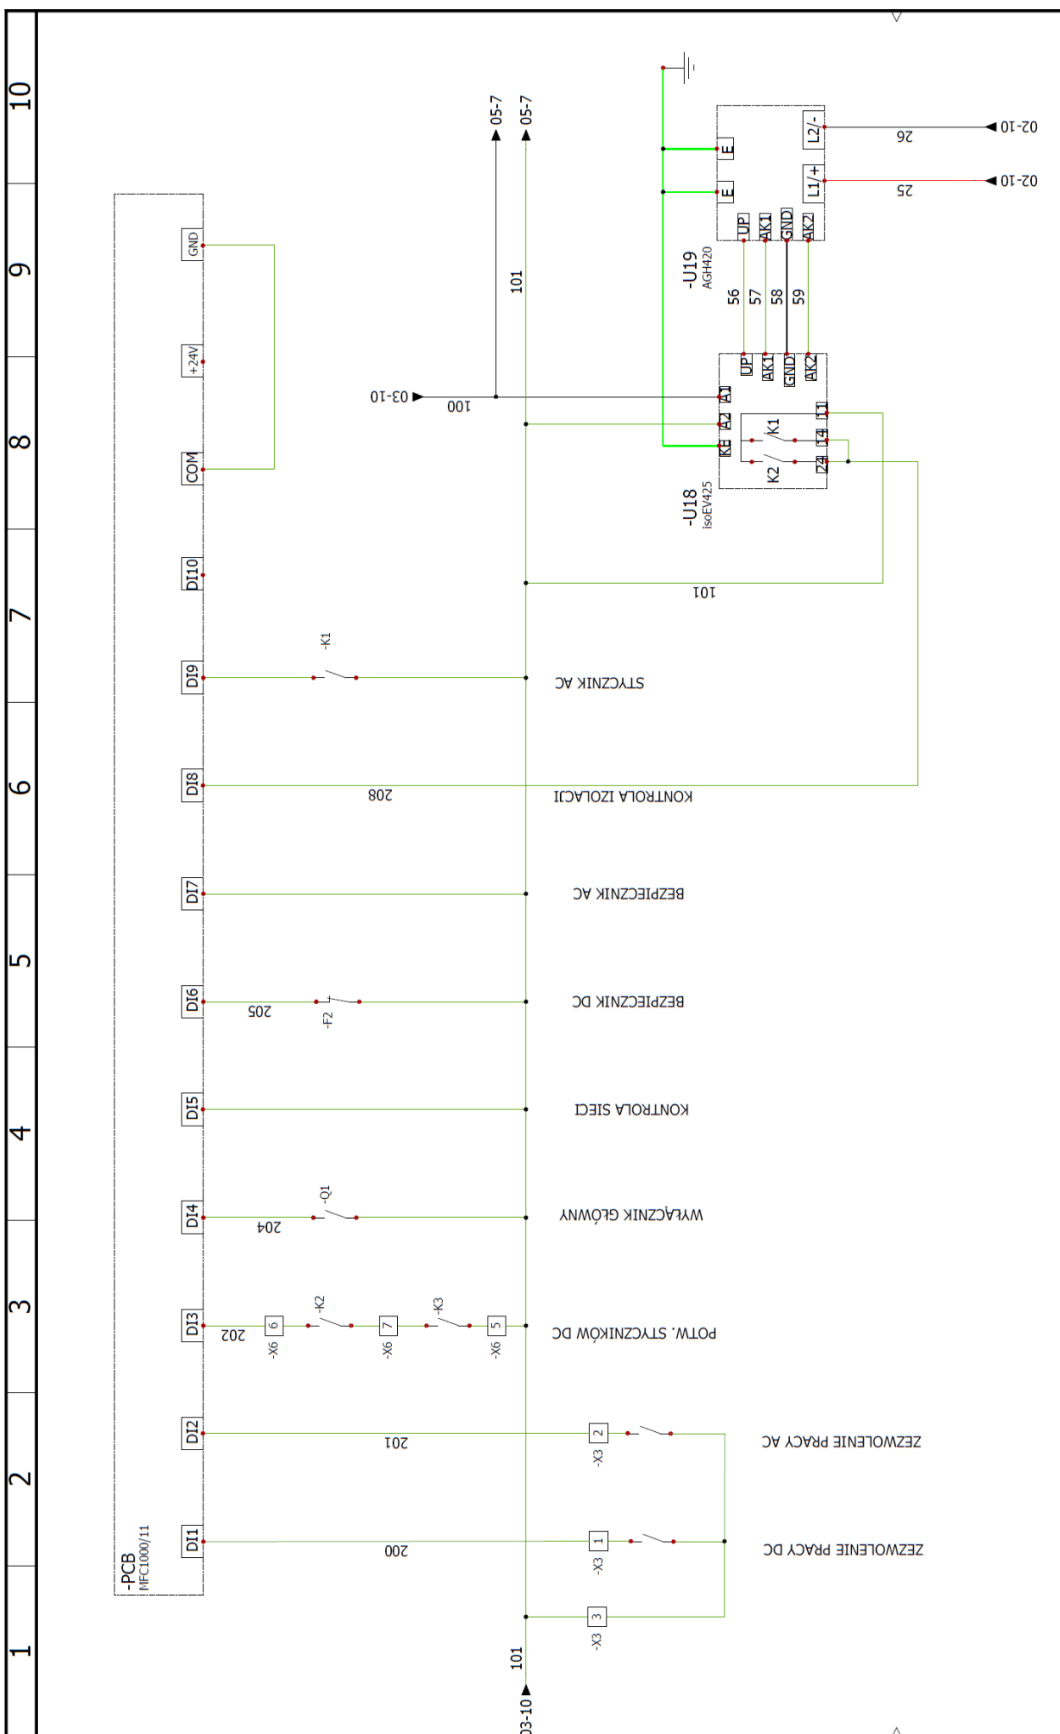 10
9
8
7
6
5
4
3
2
1
-PCB
MFC1000/11
GND
+24V
COM
DI10
DI9
DI8
DI7
DI6
DI5
DI4
DI3
DI2
DI1
-K1
208
205
-F2
204
-Q1
202
-X6
6
-K2
-X6
7
-K3
-X6
5
201
-X3
2
200
-X3
1
-X3
3
101
03-10
05-7
05-7
101
03-10
100
STYCZNIK AC
KONTROLA IZOLACJI
BEZPIECZNIK AC
BEZPIECZNIK DC
KONTROLA SIECI
WYŁĄCZNIK GŁÓWNY
POTW. STYCZNIKÓW DC
ZEZWOLENIE PRACY AC
ZEZWOLENIE PRACY DC
101
-U19
AGH420
E
E
L2/-
L1/+
UP
AK1
GND
AK2
26
02-10
25
02-10
56
57
58
59
-U18
isoEV425
UP
AK1
GND
AK2
A1
A2
KE
K1
K2
11
14
24